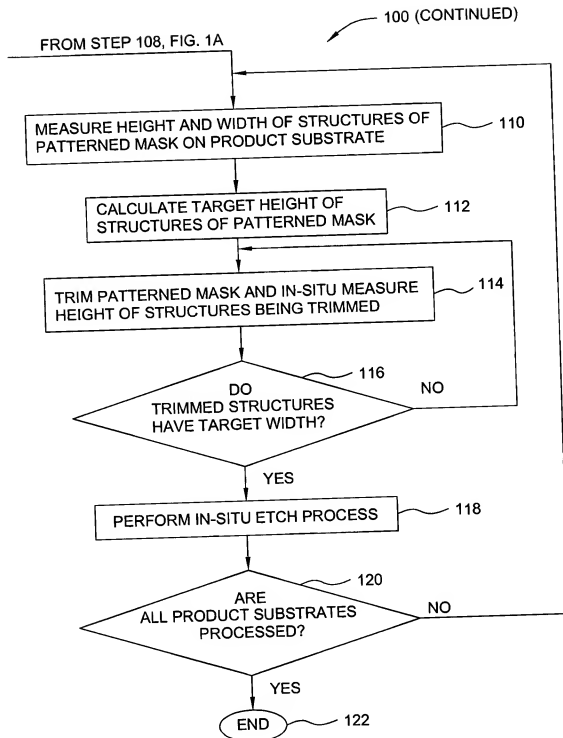 100 (CONTINUED)
FROM STEP 108, FIG. 1A
MEASURE HEIGHT AND WIDTH OF STRUCTURES OF
PATTERNED MASK ON PRODUCT SUBSTRATE
110
CALCULATE TARGET HEIGHT OF
STRUCTURES OF PATTERNED MASK
112
TRIM PATTERNED MASK AND IN-SITU MEASURE
HEIGHT OF STRUCTURES BEING TRIMMED
114
116
DO
TRIMMED STRUCTURES
HAVE TARGET WIDTH?
NO
YES
PERFORM IN-SITU ETCH PROCESS
118
120
ARE
ALL PRODUCT SUBSTRATES
PROCESSED?
NO
YES
END
122